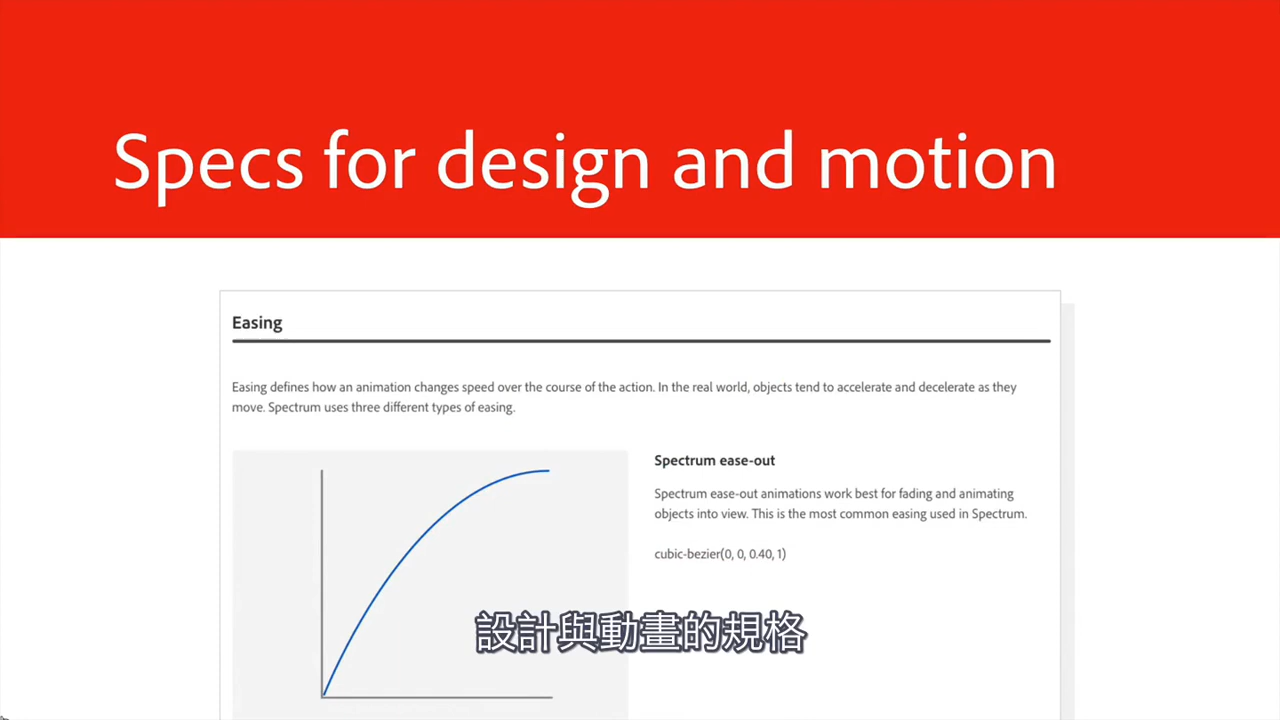 Specs for design and motion
Easing
Easing defines how an animation changes speed over the course of the action. In the real world, objects tend to accelerate and decelerate as they
move. Spectrum uses three different types of easing.
Spectrum ease-out
Spectrum ease-out animations work best for fading and animating
objects into view. This is the most common easing used in Spectrum.
cubic-bezier(0, 0, 0.40, 1)
設計與動畫的規格